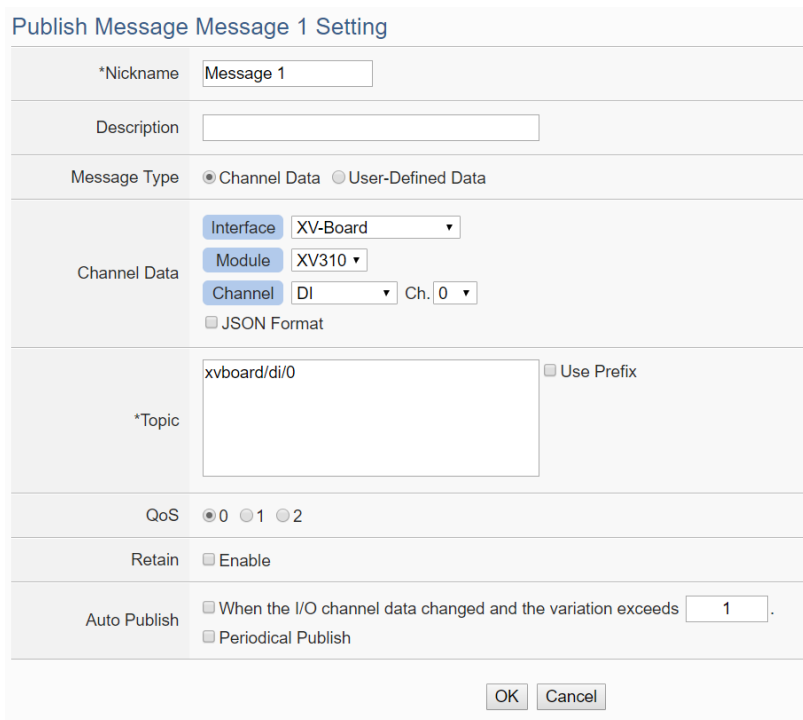 Publish Message Message 1 Setting
*Nickname Message 1
Description
Message Type Channel Data User-Defined Data
Interface XV-Board
Module XV310
Channel Data
Channel DI Ch. 0
JSON Format
xvboard/di/0 Use Prefix
*Topic
QoS 0 1 2
Retain Enable
When the I/O channel data changed and the variation exceeds 1 .
Auto Publish
Periodical Publish
OK Cancel